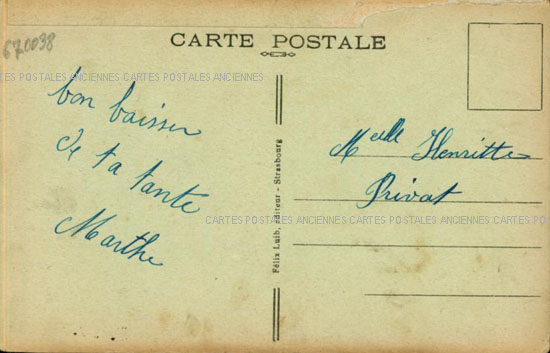 670038
CARTE POSTALE
CARTES POSTALES ANCIENNES CARTES POSTALES ANCIENNES
bon baiser
de ta tante
Marthe
Melle Henriette
Privat
CARTES POSTALES ANCIENNES CARTES POSTALES ANCIENNES CARTES
Félix Luib, éditeur - Strasbourg